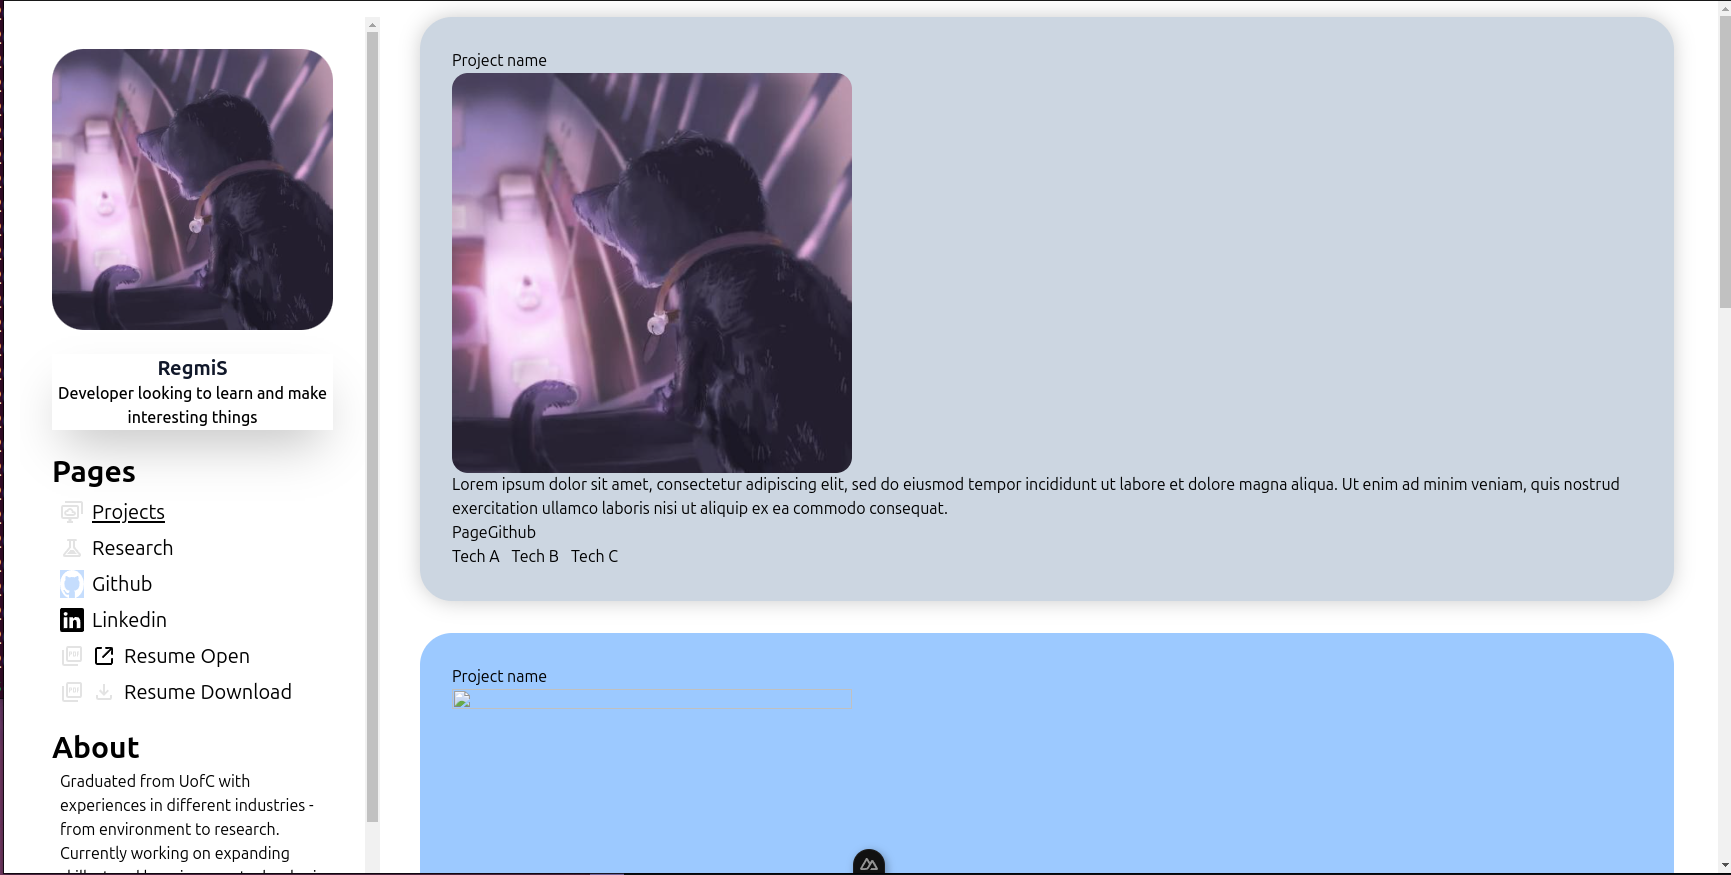 RegmiS
Developer looking to learn and make
interesting things
Pages
Projects
Research
Github
Linkedin
Resume Open
Resume Download
About
Graduated from UofC with
experiences in different industries -
from environment to research.
Currently working on expanding
Project name
Lorem ipsum dolor sit amet, consectetur adipiscing elit, sed do eiusmod tempor incididunt ut labore et dolore magna aliqua. Ut enim ad minim veniam, quis nostrud
exercitation ullamco laboris nisi ut aliquip ex ea commodo consequat.
PageGithub
Tech A Tech B Tech C
Project name